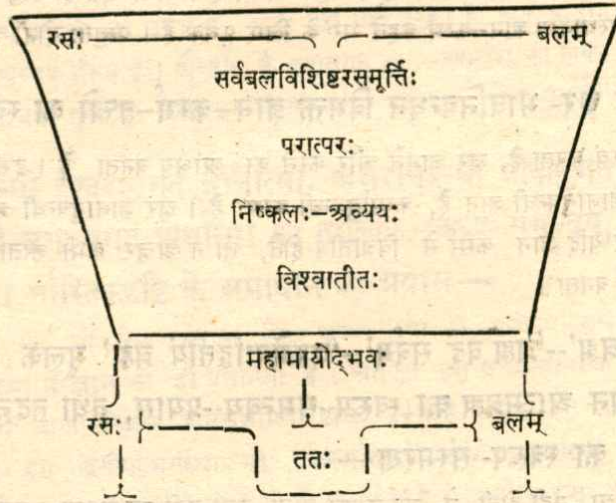 रसः बलम्
सर्वबलविशिष्टरसमूर्त्तिः
परात्परः
निष्कलः-अव्ययः
विश्वातीतः
महामायोद्भवः
रसः बलम्
ततः